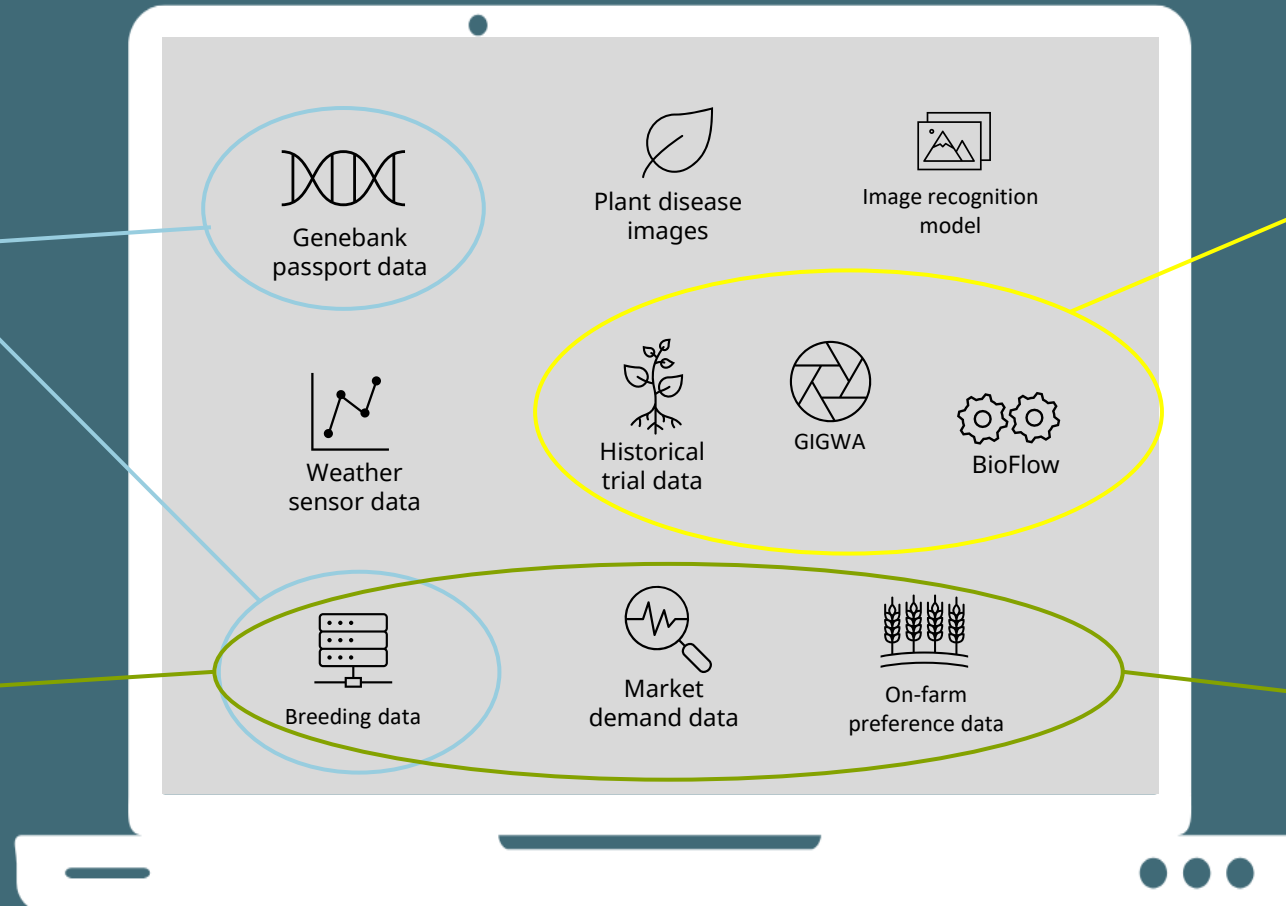 Genebank
passport data
Plant disease
images
Image recognition
model
Weather
sensor data
Historical
trial data
GIGWA
BioFlow
Breeding data
Market
demand data
On-farm
preference data